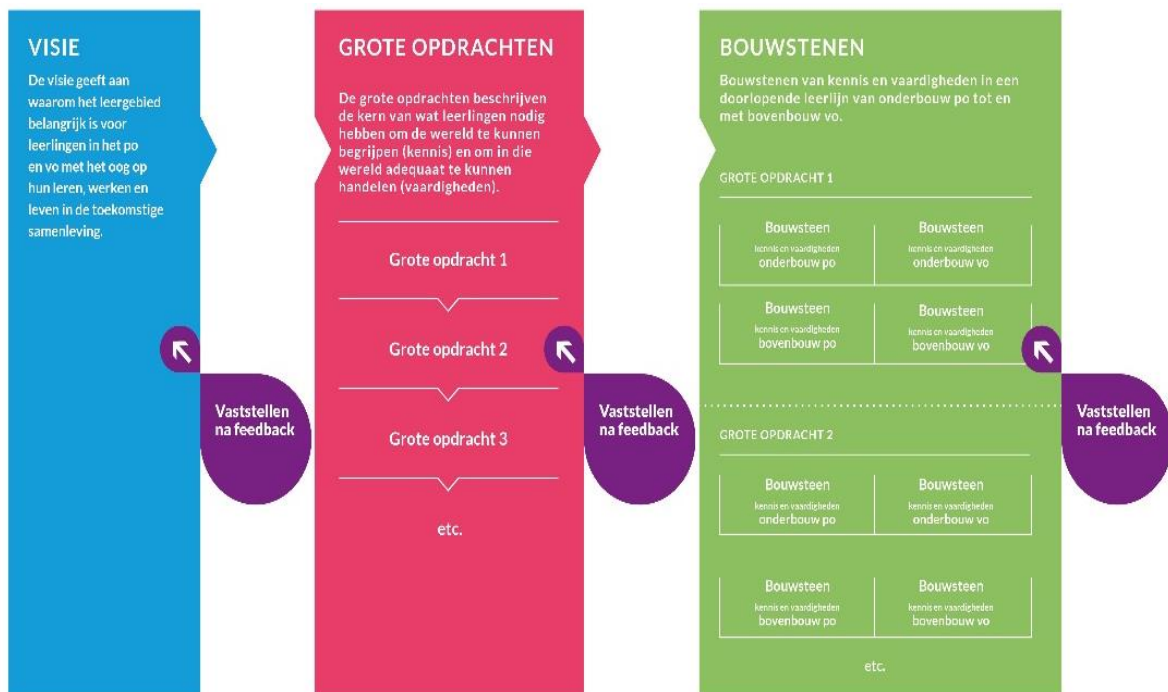 VISIE
De visie geeft aan
waarom het leergebied
belangrijk is voor
leerlingen in het po
en vo met het oog op
hun leren, werken en
leven in de toekomstige
samenleving.
Vaststellen
na feedback
GROTE OPDRACHTEN
De grote opdrachten beschrijven
de kern van wat leerlingen nodig
hebben om de wereld te kunnen
begrijpen (kennis) en om in die
wereld adequaat te kunnen
handelen (vaardigheden).
Grote opdracht 1
Grote opdracht 2
Grote opdracht 3
etc.
Vaststellen
na feedback
BOUWSTENEN
Bouwstenen van kennis en vaardigheden in een
doorlopende leerlijn van onderbouw po tot en
met bovenbouw vo.
GROTE OPDRACHT 1
Bouwsteen
kennis en vaardigheden
onderbouw po
Bouwsteen
kennis en vaardigheden
onderbouw vo
Bouwsteen
kennis en vaardigheden
bovenbouw po
Bouwsteen
kennis en vaardigheden
bovenbouw vo
GROTE OPDRACHT 2
Bouwsteen
kennis en vaardigheden
onderbouw po
Bouwsteen
kennis en vaardigheden
onderbouw vo
Bouwsteen
kennis en vaardigheden
bovenbouw po
Bouwsteen
kennis en vaardigheden
bovenbouw vo
etc.
Vaststellen
na feedback